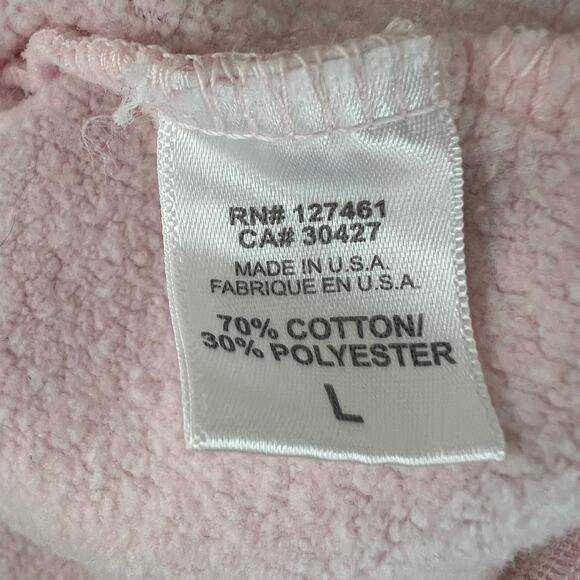 RN# 127461
CA# 30427
MADE IN U.S.A.
FABRIQUE EN U.S.A.
70% COTTON/
30% POLYESTER
L